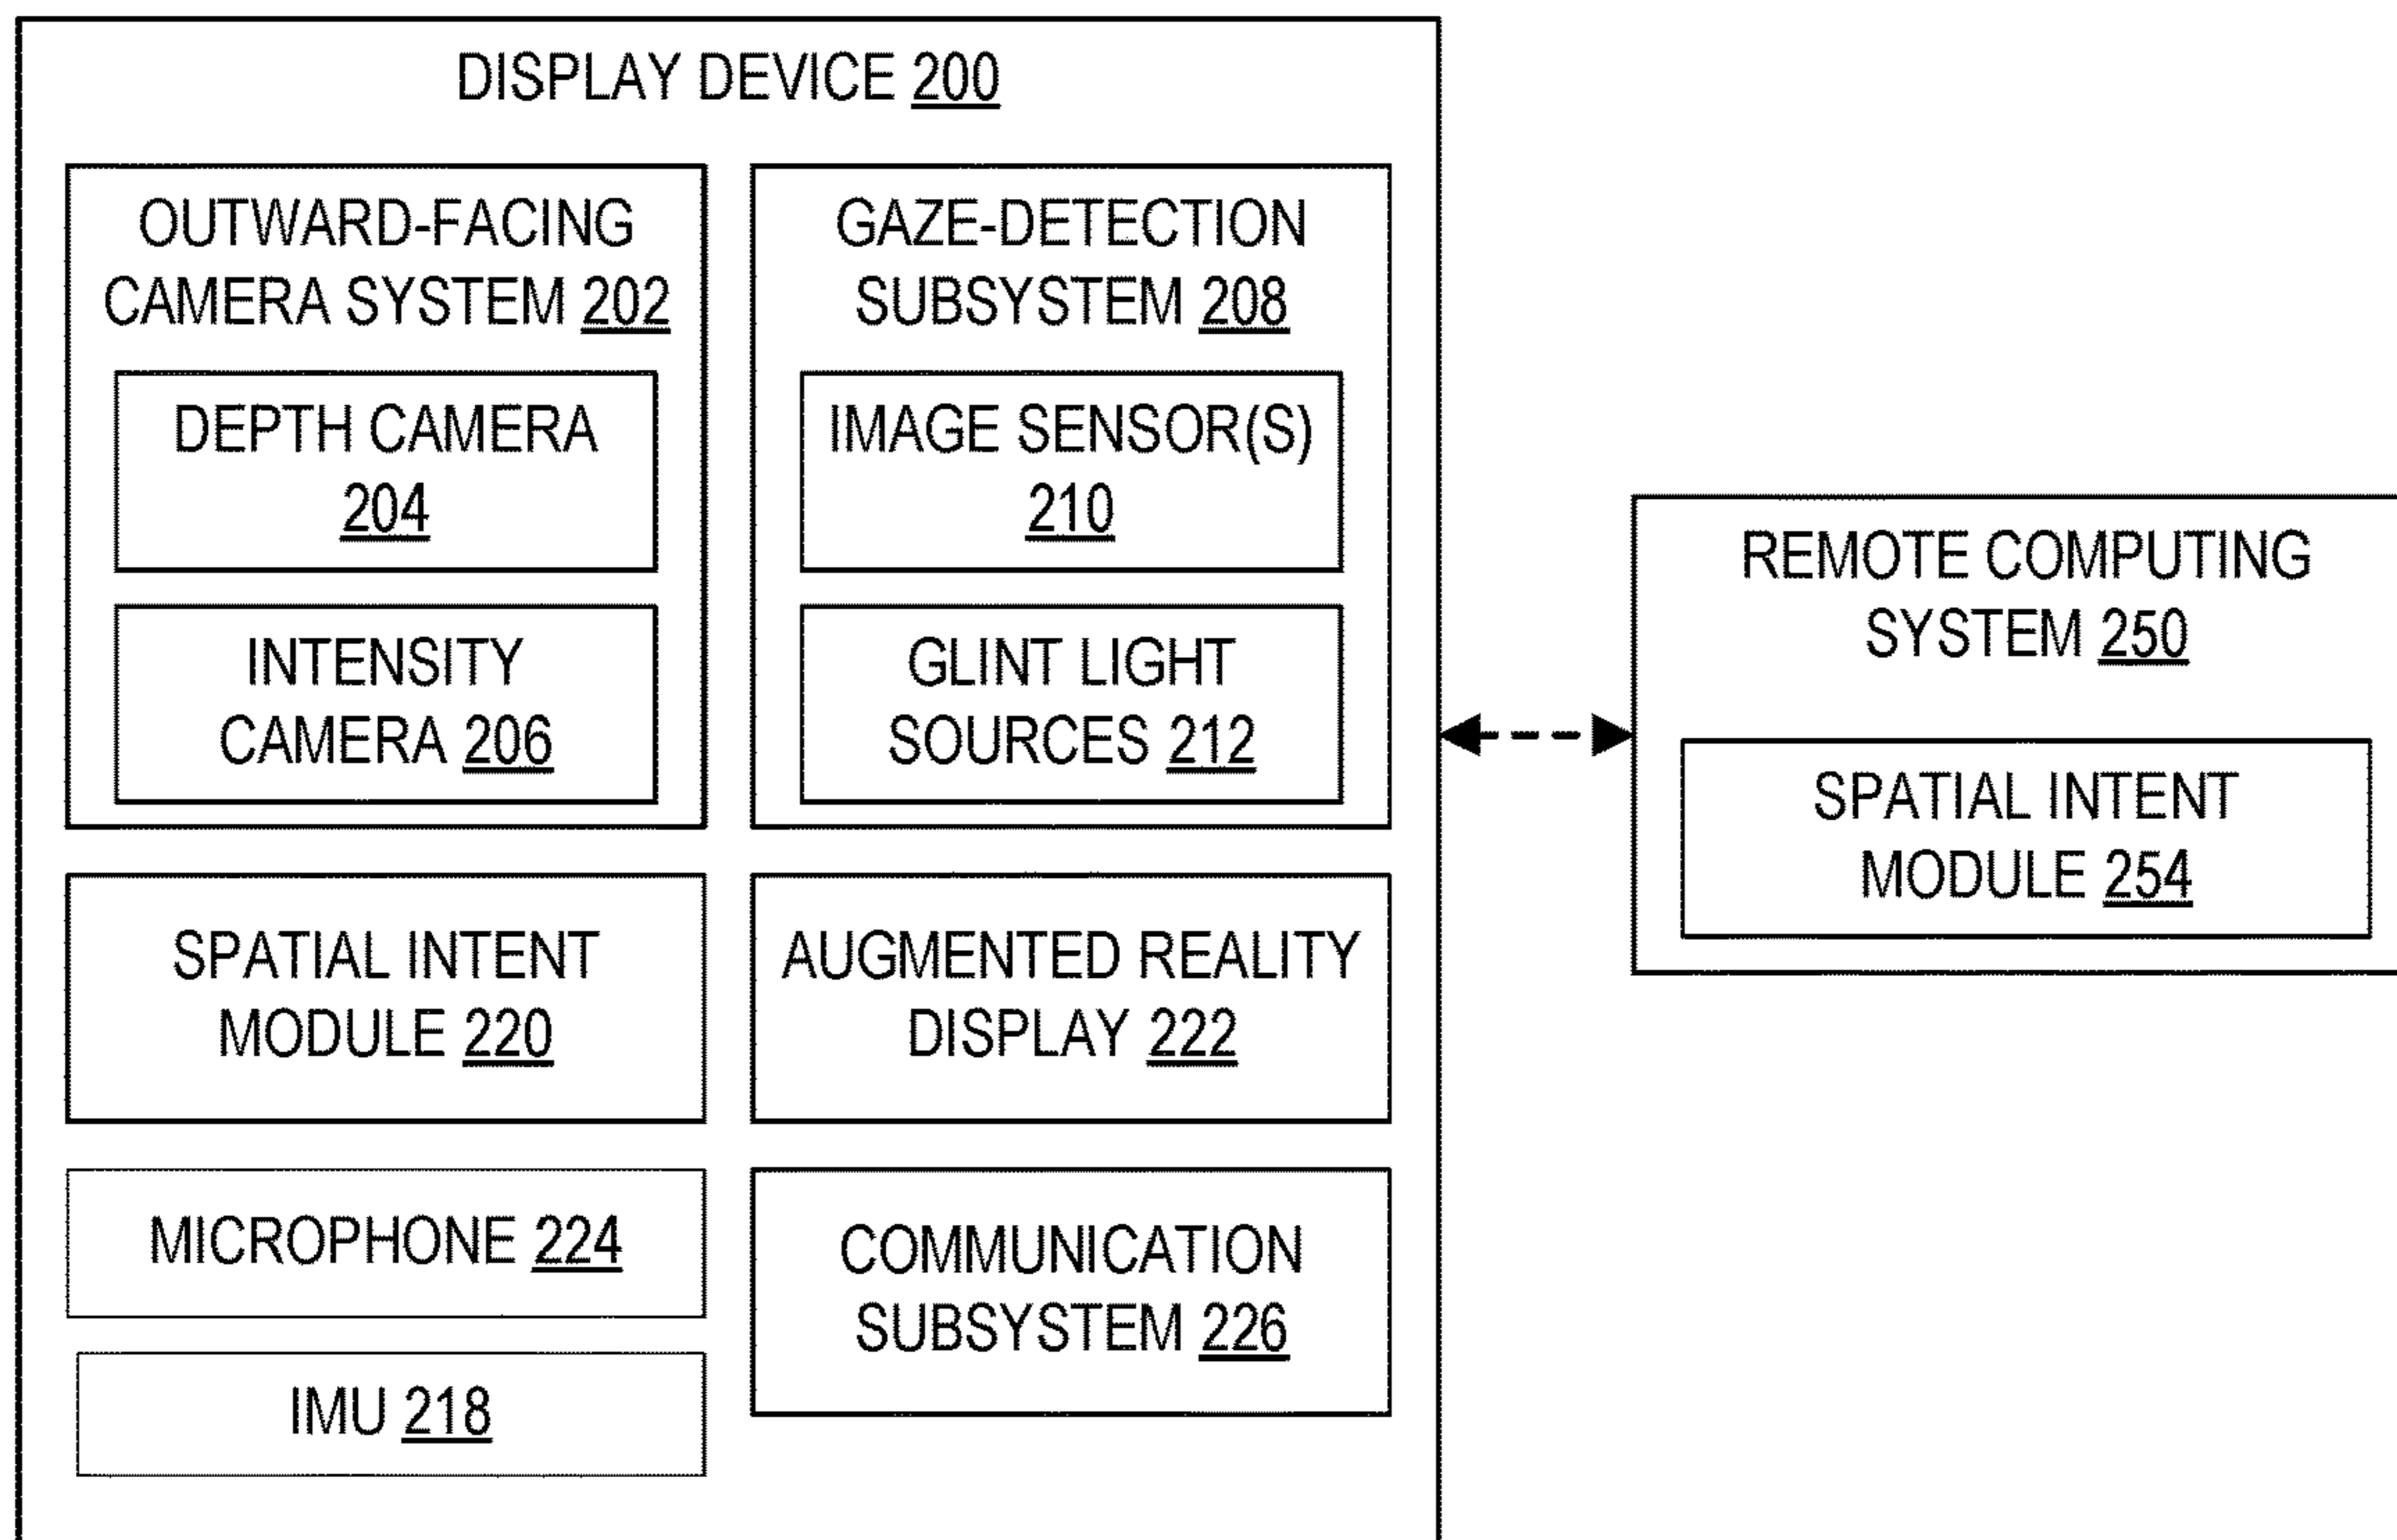 DISPLAY DEVICE 200
OUTWARD-FACING
CAMERA SYSTEM 202
DEPTH CAMERA
204
INTENSITY
CAMERA 206
GAZE-DETECTION
SUBSYSTEM 208
IMAGE SENSOR(S)
210
GLINT LIGHT
SOURCES 212
SPATIAL INTENT
MODULE 220
AUGMENTED REALITY
DISPLAY 222
MICROPHONE 224
IMU 218
COMMUNICATION
SUBSYSTEM 226
REMOTE COMPUTING
SYSTEM 250
SPATIAL INTENT
MODULE 254